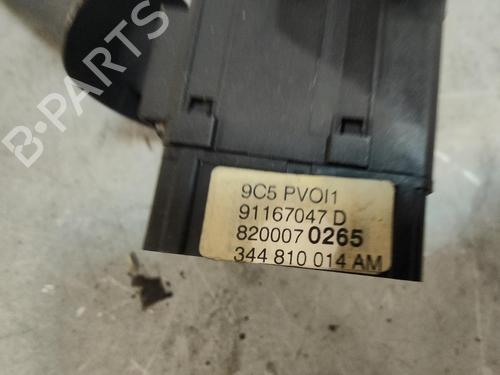 B-PARTS
9C5 PVOI1
91167047 D
820007 0265
344 810 014 AM